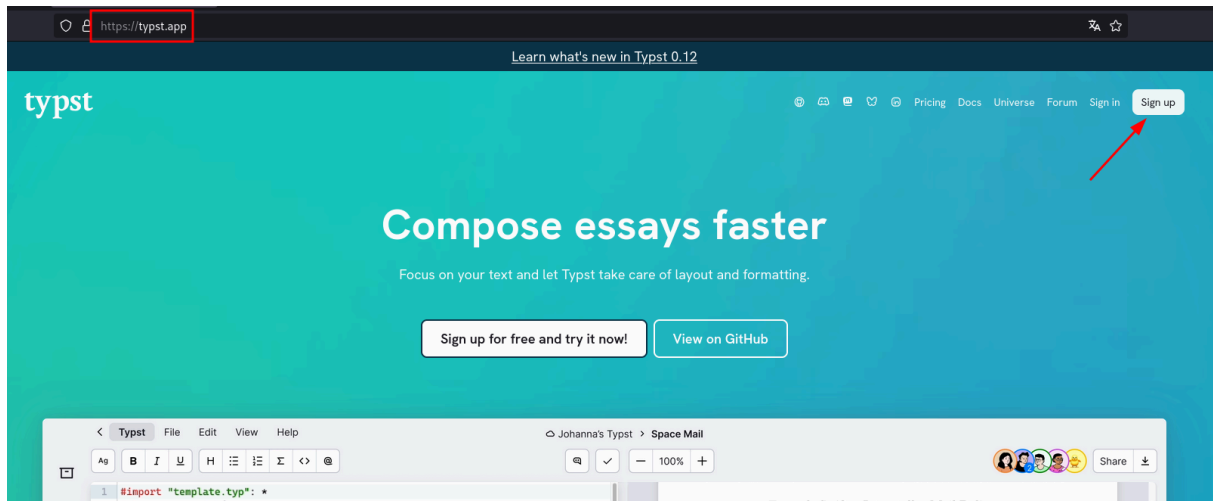 https://typst.app
Learn what's new in Typst 0.12
typst
Pricing Docs Universe Forum Sign in Sign up
Compose essays faster
Focus on your text and let Typst take care of layout and formatting.
Sign up for free and try it now! View on GitHub
Typst File Edit View Help Johanna's Typst > Space Mail
Ag B I U H Σ <> @ 100% Share
1 #import "template.typ": *